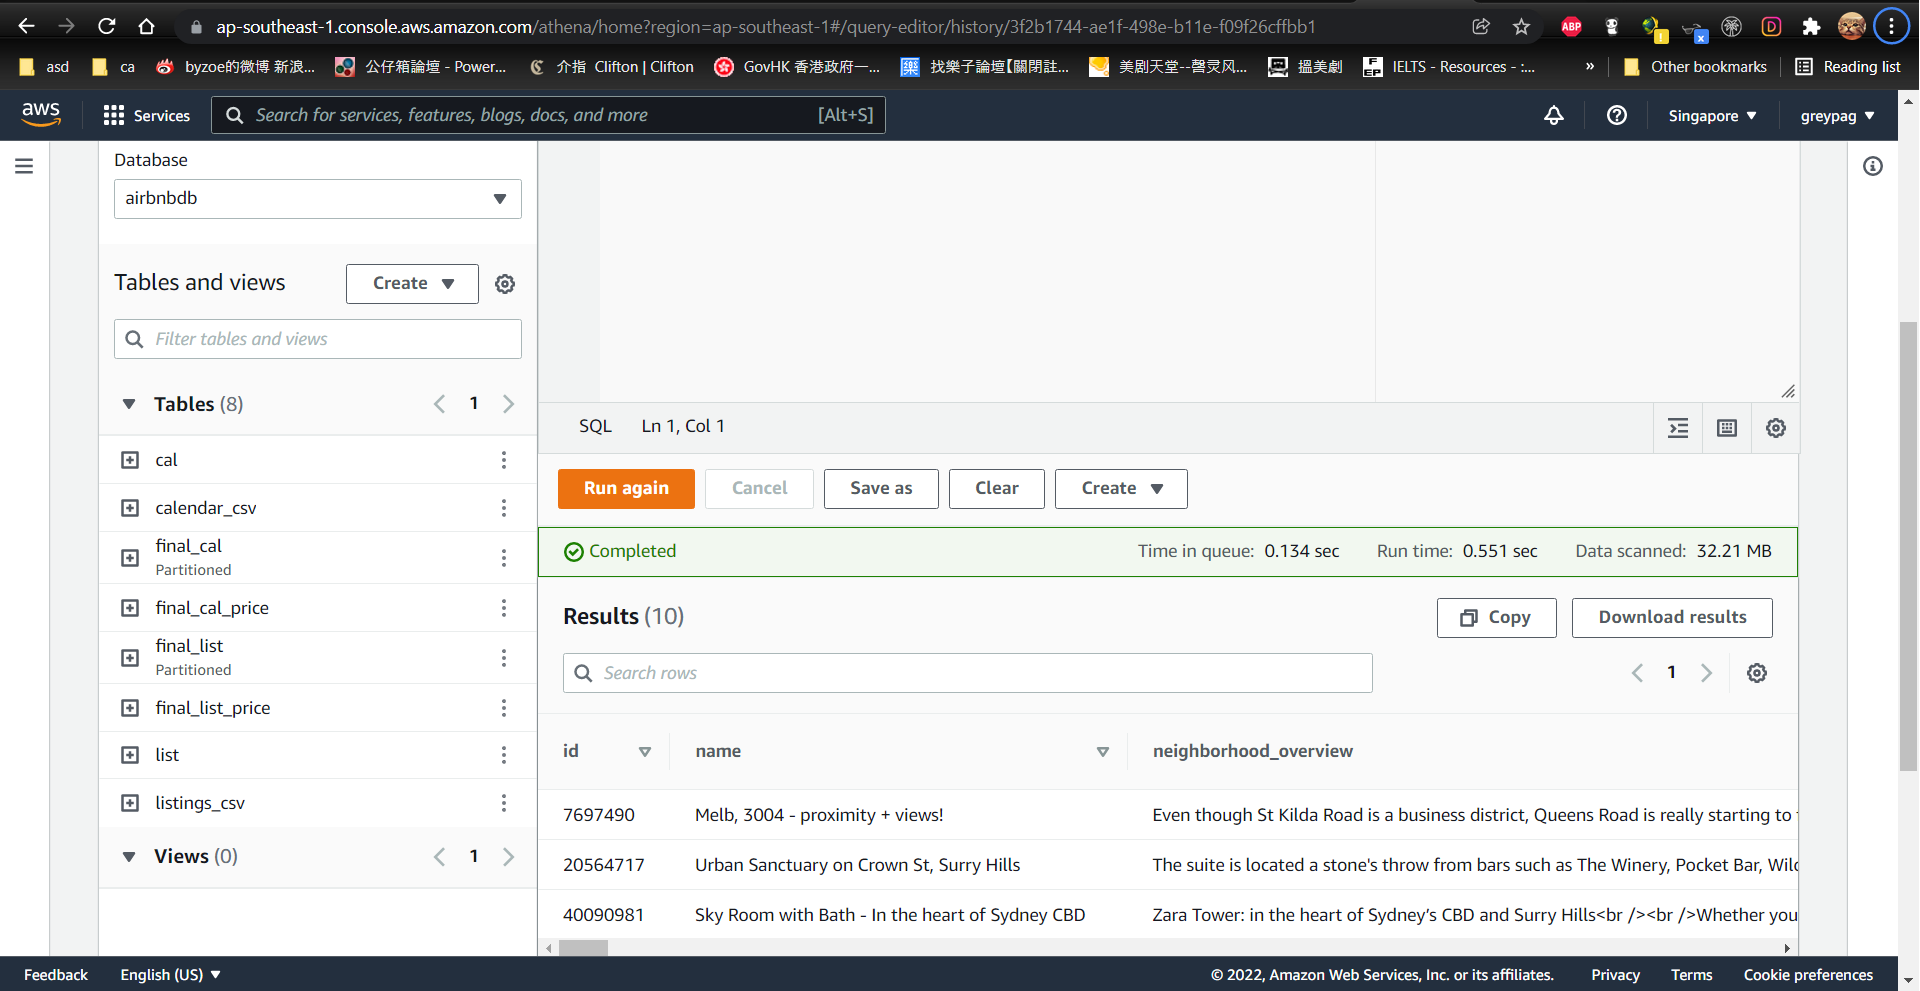 ap-southeast-1.console.aws.amazon.com/athena/home?region=ap-southeast-1#/query-editor/history/3f2b1744-ae1f-498e-b11e-f09f26cffbb1
ABP
asd
ca
byzoe的微博 新浪...
公仔箱論壇 - Power...
介指 Clifton | Clifton
GovHK 香港政府一...
找樂子論壇【關閉註...
美剧天堂--磬灵风...
搵美劇
IELTS - Resources - :...
»
Other bookmarks
Reading list
aws
Services
Search for services, features, blogs, docs, and more
[Alt+S]
Singapore
greypag
Database
airbnbdb
Tables and views
Create
Filter tables and views
Tables (8)
1
cal
calendar_csv
final_cal
Partitioned
final_cal_price
final_list
Partitioned
final_list_price
list
listings_csv
Views (0)
1
SQL
Ln 1, Col 1
Run again
Cancel
Save as
Clear
Create
Completed
Time in queue: 0.134 sec
Run time: 0.551 sec
Data scanned: 32.21 MB
Results (10)
Copy
Download results
Search rows
1
id
name
neighborhood_overview
7697490
Melb, 3004 - proximity + views!
Even though St Kilda Road is a business district, Queens Road is really starting to
20564717
Urban Sanctuary on Crown St, Surry Hills
The suite is located a stone's throw from bars such as The Winery, Pocket Bar,
40090981
Sky Room with Bath - In the heart of Sydney CBD
Zara Tower: in the heart of Sydney’s CBD and Surry Hills<br /><br />Whether you
Feedback
English (US)
© 2022, Amazon Web Services, Inc. or its affiliates.
Privacy
Terms
Cookie preferences